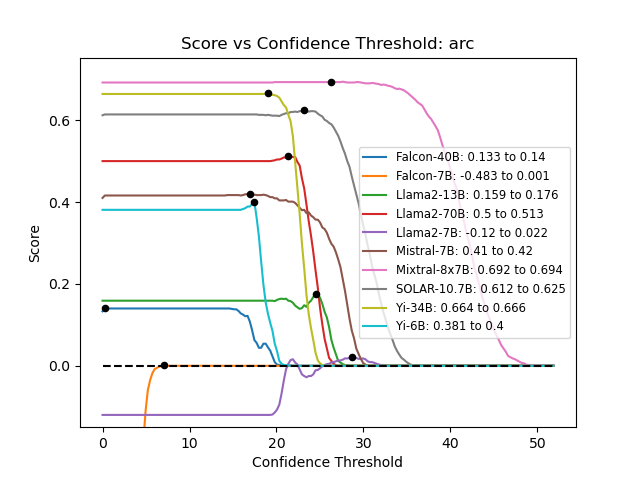 Score vs Confidence Threshold: arc
Score
0.6
0.4
0.2
0.0
Falcon-40B: 0.133 to 0.14
Falcon-7B: -0.483 to 0.001
Llama2-13B: 0.159 to 0.176
Llama2-70B: 0.5 to 0.513
Llama2-7B: -0.12 to 0.022
Mistral-7B: 0.41 to 0.42
Mixtral-8x7B: 0.692 to 0.694
SOLAR-10.7B: 0.612 to 0.625
Yi-34B: 0.664 to 0.666
Yi-6B: 0.381 to 0.4
0 10 20 30 40 50
Confidence Threshold